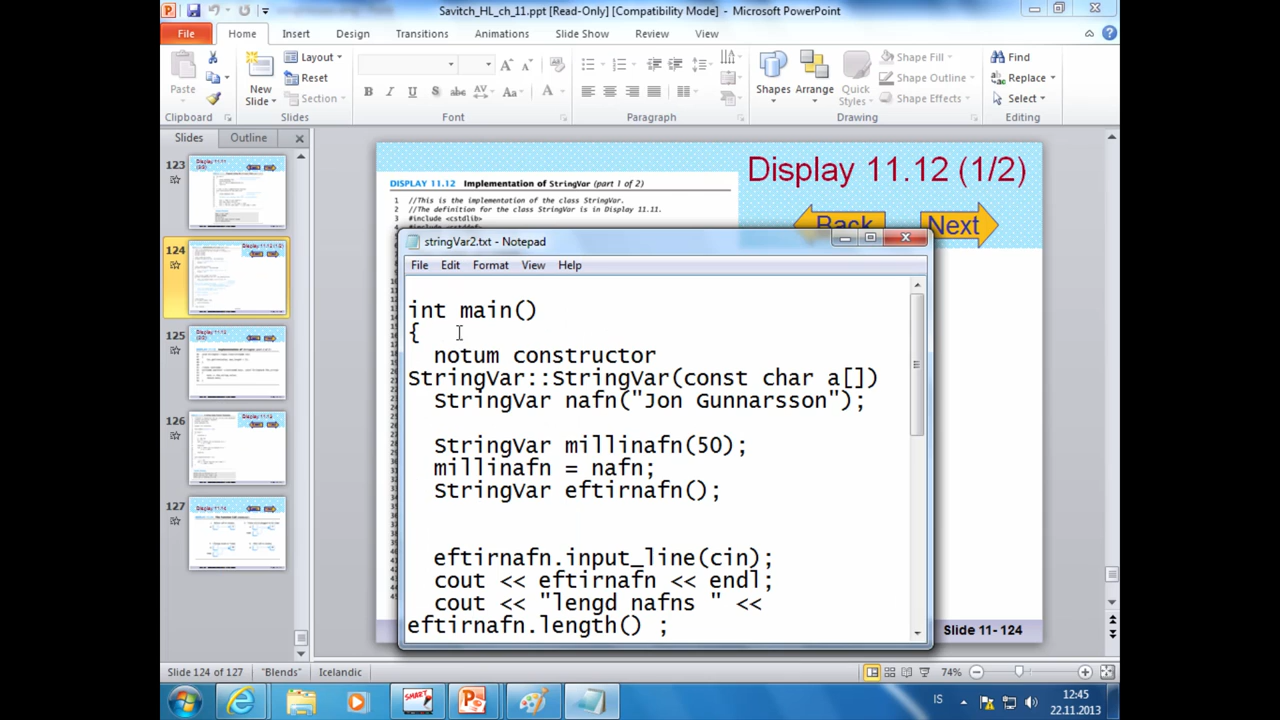 Savitch_HL_ch_11.ppt [Read-Only] [Compatibility Mode] - Microsoft PowerPoint
File Home Insert Design Transitions Animations Slide Show Review View
Paste
Clipboard
New Slide
Layout
Reset
Section
Slides
Font
Paragraph
Shapes
Arrange
Quick Styles
Shape Fill
Shape Outline
Shape Effects
Drawing
Find
Replace
Select
Editing
Slides Outline
123
124
125
126
127
DISPLAY 11.12 Implementation of StringVar (part 1 of 2)
1 //This is the implementation of the class StringVar.
2 //The definition for the class StringVar is in Display 11.11.
3 #include <cstdlib>
Display 11.12 (1/2)
Back
Next
stringVar2.txt - Notepad
File Edit Format View Help
int main()
{
notum constructor
StringVar::StringVar(const char a[])
StringVar nafn("Jon Gunnarsson");
StringVar millinafn(50);
millinafn = nafn;
StringVar eftirnafn();
eftirnafn.input_line(cin);
cout << eftirnafn << endl;
cout << "lengd nafns " <<
eftirnafn.length() ;
Slide 11- 124
Slide 124 of 127
"Blends"
Icelandic
74%
SMART
IS
12:45
22.11.2013